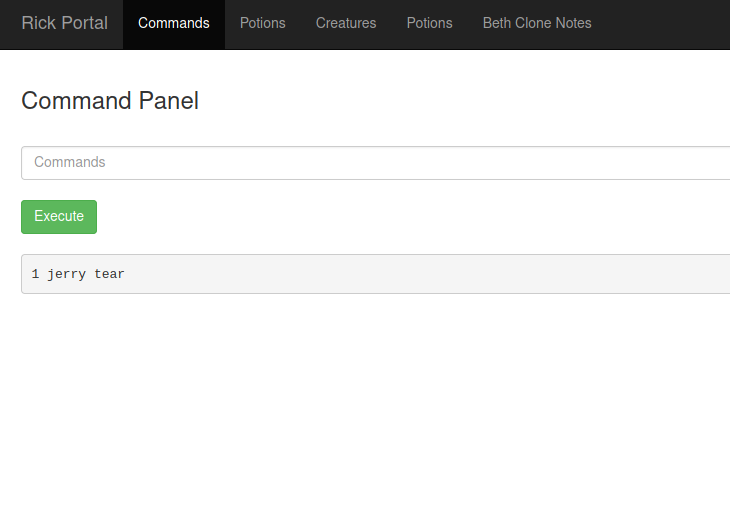 Rick Portal Commands Potions Creatures Potions Beth Clone Notes
Command Panel
Commands
Execute
1 jerry tear